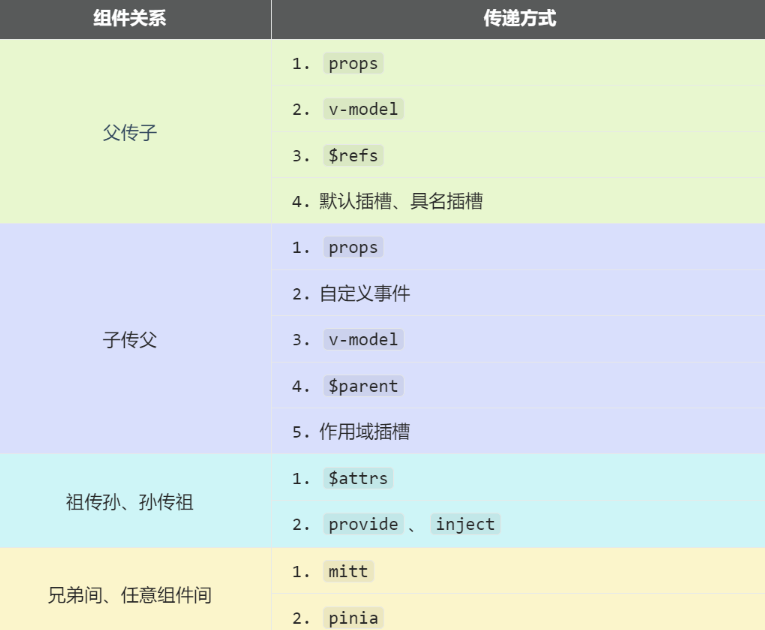 组件关系 传递方式
父传子
1. props
2. v-model
3. $refs
4. 默认插槽、具名插槽
子传父
1. props
2. 自定义事件
3. v-model
4. $parent
5. 作用域插槽
祖传孙、孙传祖
1. $attrs
2. provide 、 inject
兄弟间、任意组件间
1. mitt
2. pinia